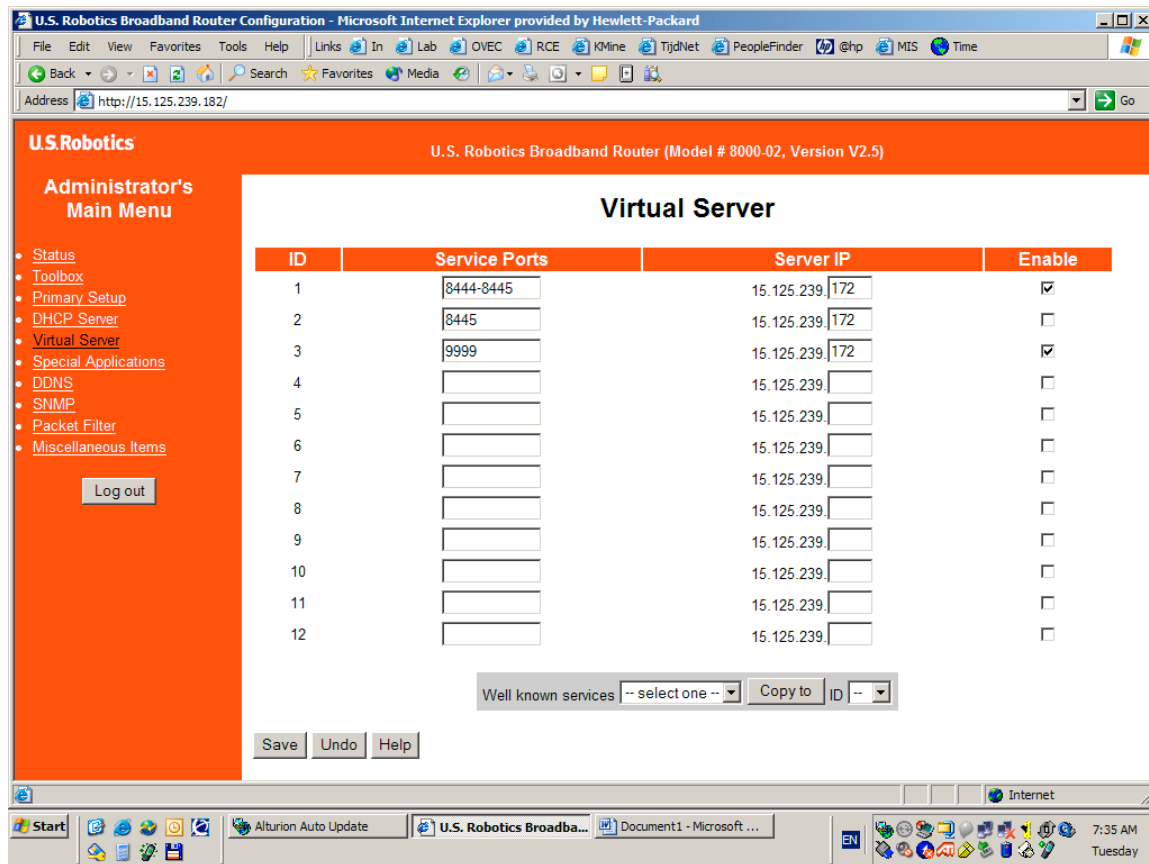 U.S. Robotics Broadband Router Configuration - Microsoft Internet Explorer provided by Hewlett-Packard
File Edit View Favorites Tools Help Links In Lab OVEC RCE KMine TijdNet PeopleFinder @hp MIS Time
Back Search Favorites Media
Address http://15.125.239.182/ Go
U.S.Robotics
U.S. Robotics Broadband Router (Model # 8000-02, Version V2.5)
Administrator's
Main Menu
Status
Toolbox
Primary Setup
DHCP Server
Virtual Server
Special Applications
DDNS
SNMP
Packet Filter
Miscellaneous Items
Log out
Virtual Server
ID Service Ports Server IP Enable
1 8444-8445 15.125.239.172
2 8445 15.125.239.172
3 9999 15.125.239.172
4 15.125.239.
5 15.125.239.
6 15.125.239.
7 15.125.239.
8 15.125.239.
9 15.125.239.
10 15.125.239.
11 15.125.239.
12 15.125.239.
Well known services -- select one -- Copy to ID --
Save Undo Help
Internet
Start Alturion Auto Update U.S. Robotics Broadba... Document1 - Microsoft ... EN 7:35 AM
Tuesday